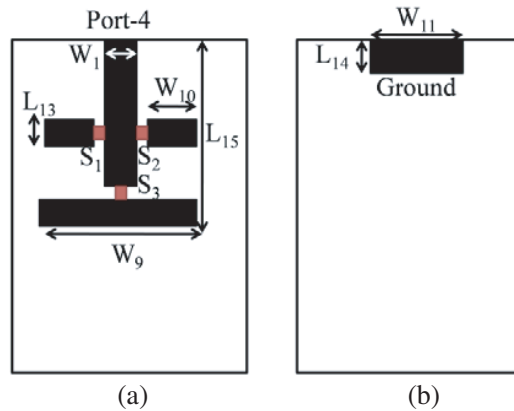 Port-4
W₁
W₁₀
L₁₃
L₁₅
S₁
S₂
S₃
W₉
(a)
W₁₁
L₁₄
Ground
(b)